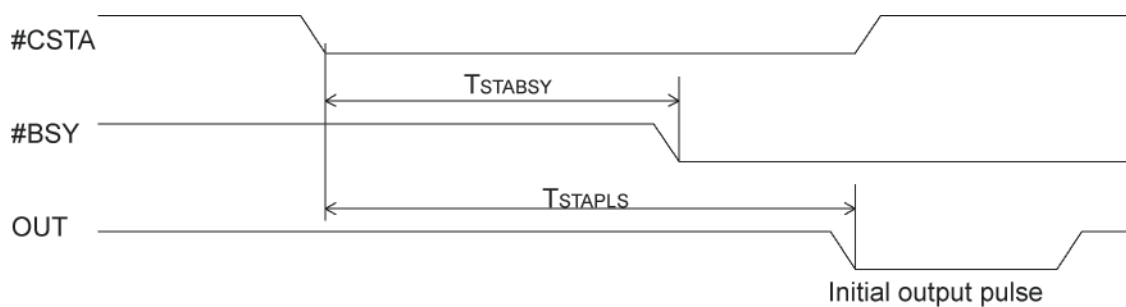 #CSTA
TSTABSY
#BSY
TSTAPLS
OUT
Initial output pulse